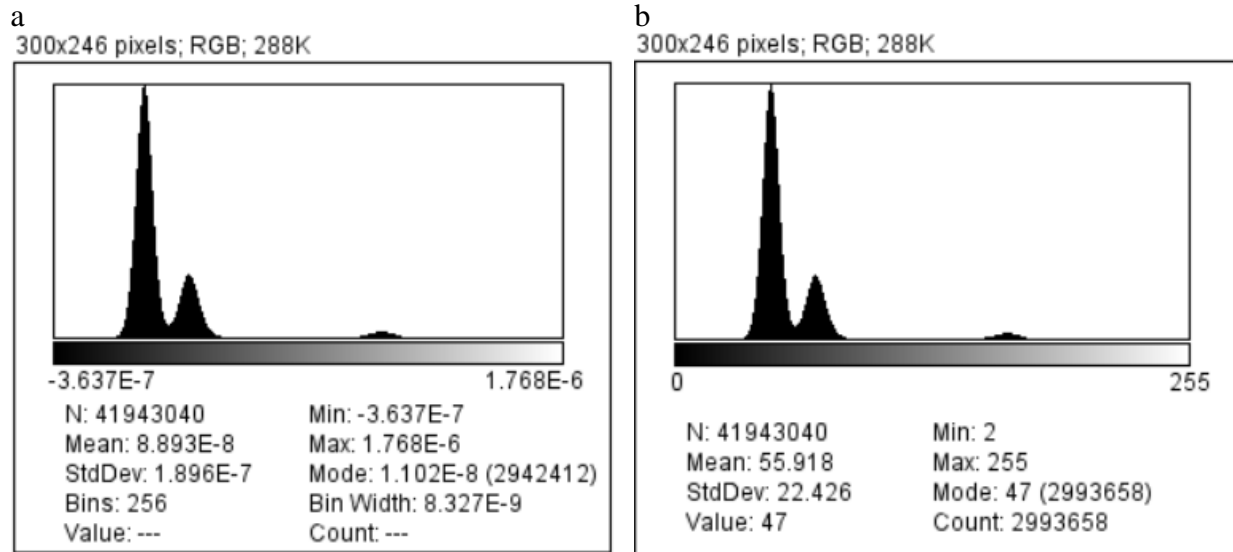 a
300x246 pixels; RGB; 288K
-3.637E-7 1.768E-6
N: 41943040 Min: -3.637E-7
Mean: 8.893E-8 Max: 1.768E-6
StdDev: 1.896E-7 Mode: 1.102E-8 (2942412)
Bins: 256 Bin Width: 8.327E-9
Value: --- Count: ---
b
300x246 pixels; RGB; 288K
0 255
N: 41943040 Min: 2
Mean: 55.918 Max: 255
StdDev: 22.426 Mode: 47 (2993658)
Value: 47 Count: 2993658